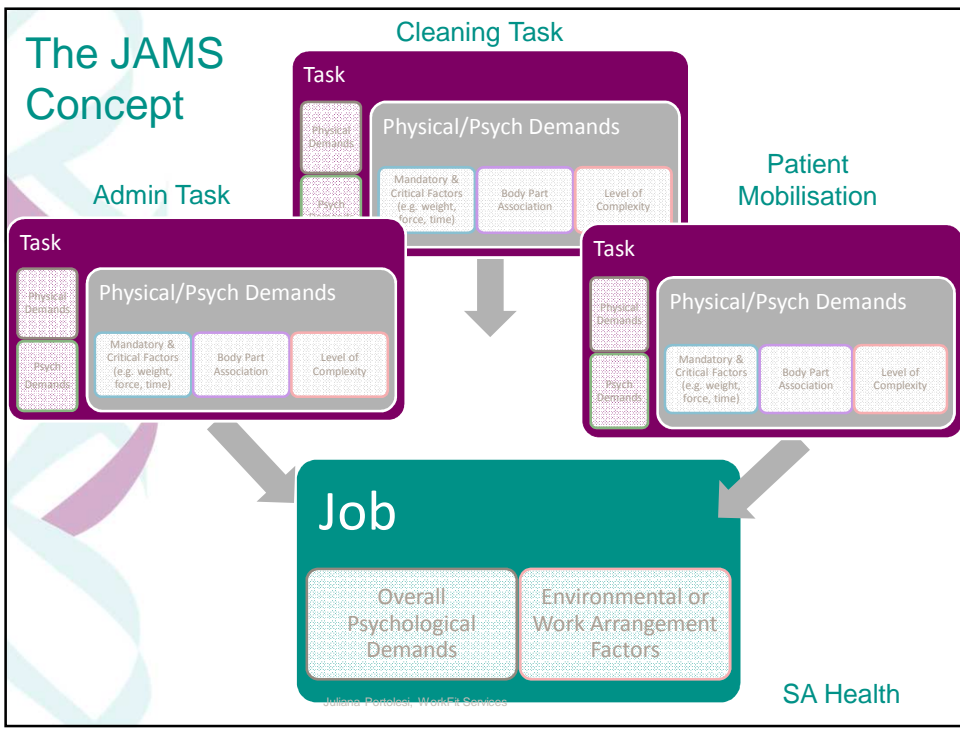 The JAMS
Concept
Cleaning Task
Task
Physical
Demands
Psych
Physical/Psych Demands
Mandatory &
Critical Factors
(e.g. weight,
force, time)
Body Part
Association
Level of
Complexity
Admin Task
Task
Physical
Demands
Psych
Demands
Physical/Psych Demands
Mandatory &
Critical Factors
(e.g. weight,
force, time)
Body Part
Association
Level of
Complexity
Patient
Mobilisation
Task
Physical
Demands
Psych
Demands
Physical/Psych Demands
Mandatory &
Critical Factors
(e.g. weight,
force, time)
Body Part
Association
Level of
Complexity
Job
Overall
Psychological
Demands
Environmental or
Work Arrangement
Factors
Juliana Portolesi, WorkFit Services
SA Health